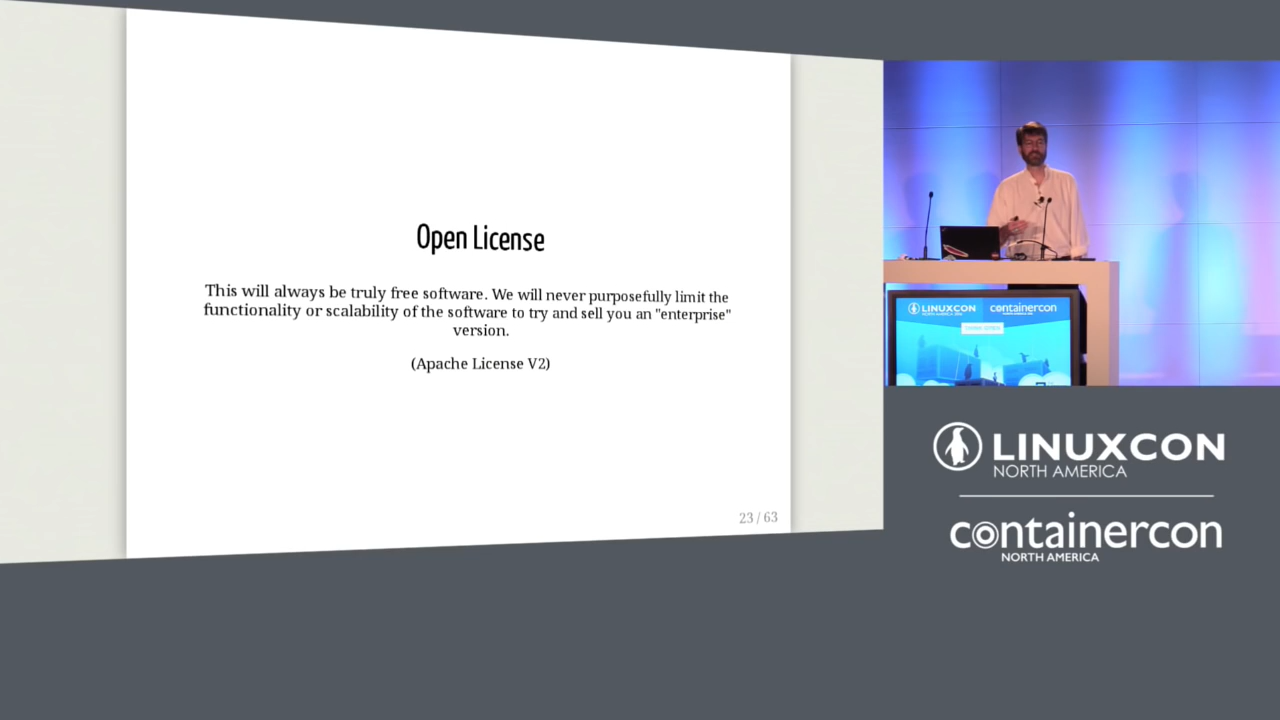 Open License
This will always be truly free software. We will never purposefully limit the
functionality or scalability of the software to try and sell you an "enterprise"
version.
(Apache License V2)
23 / 63
LINUXCON
containercon
LINUXCON
NORTH AMERICA
containercon
NORTH AMERICA